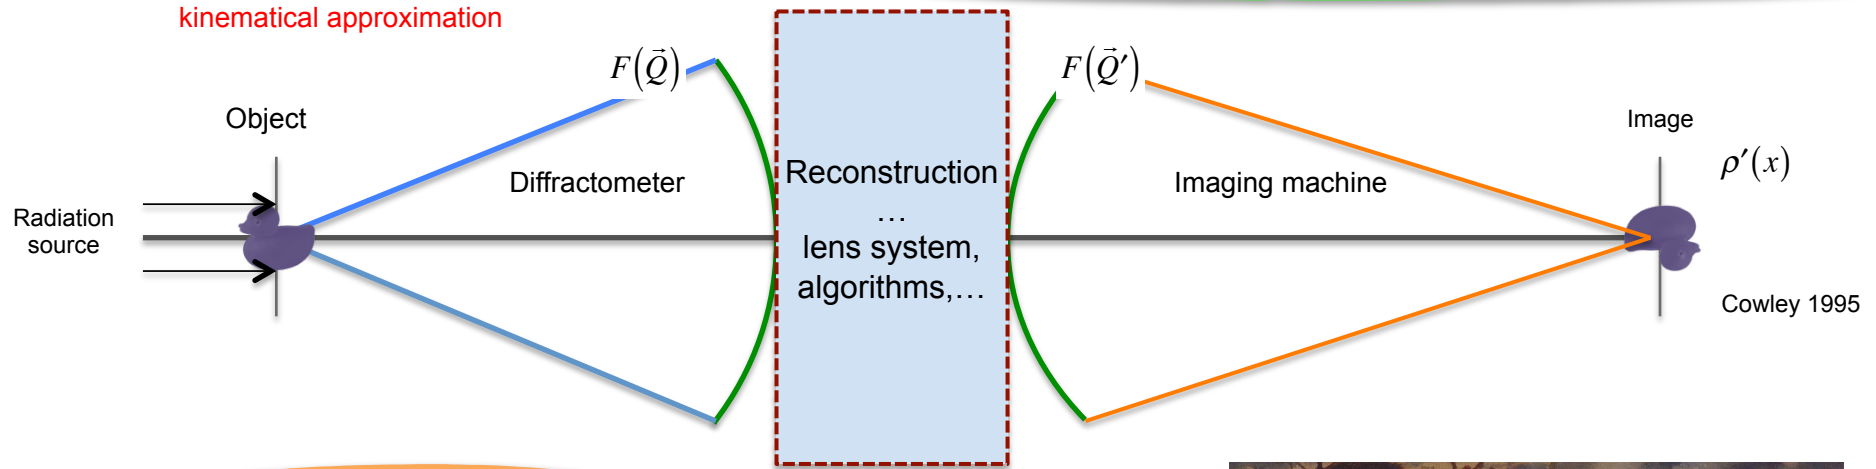 kinematical approximation
F(Q⃗)
F(Q⃗′)
Object
Image
Diffractometer
Reconstruction
…
lens system,
algorithms,…
Imaging machine
ρ′(x)
Radiation
source
Cowley 1995